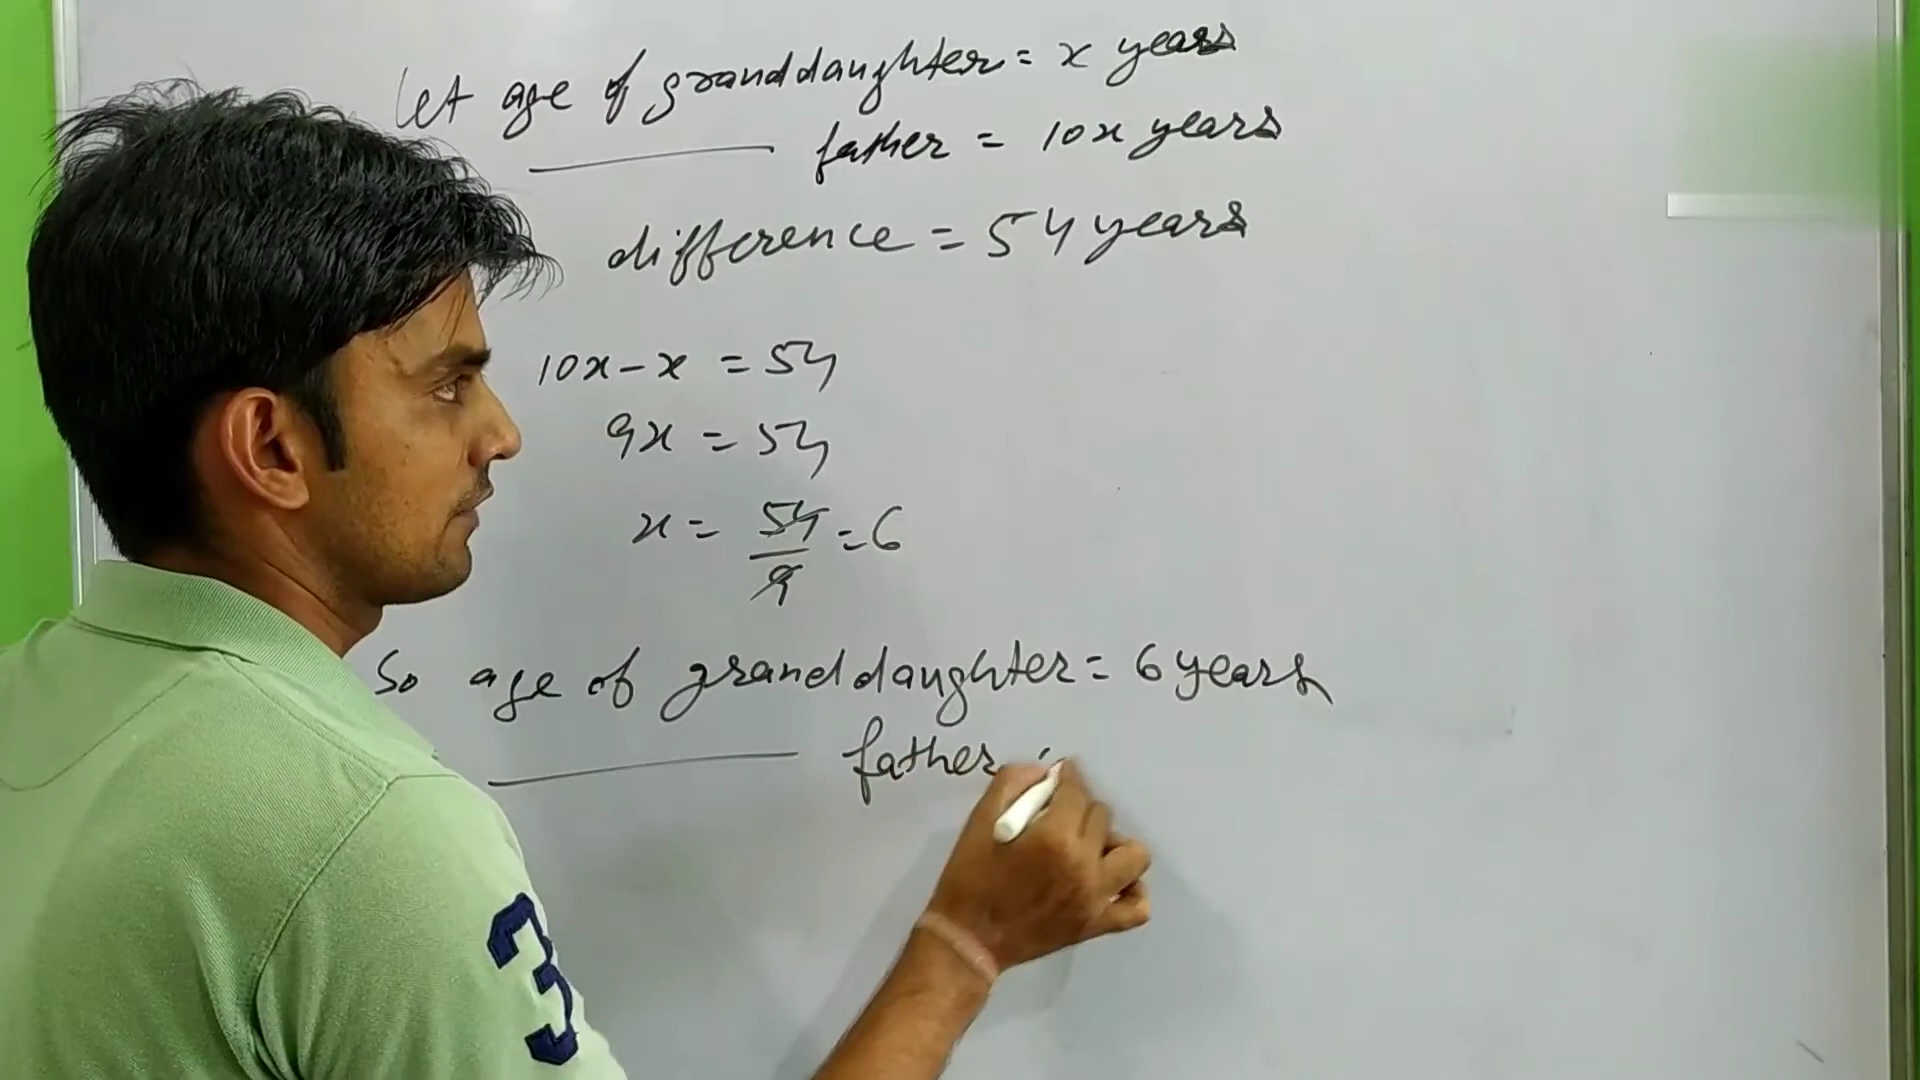 Let age of granddaughter = x years
father = 10x years
difference = 54 years
10x - x = 54
9x = 54
x = 54/9 = 6
So age of granddaughter = 6 years
father
3